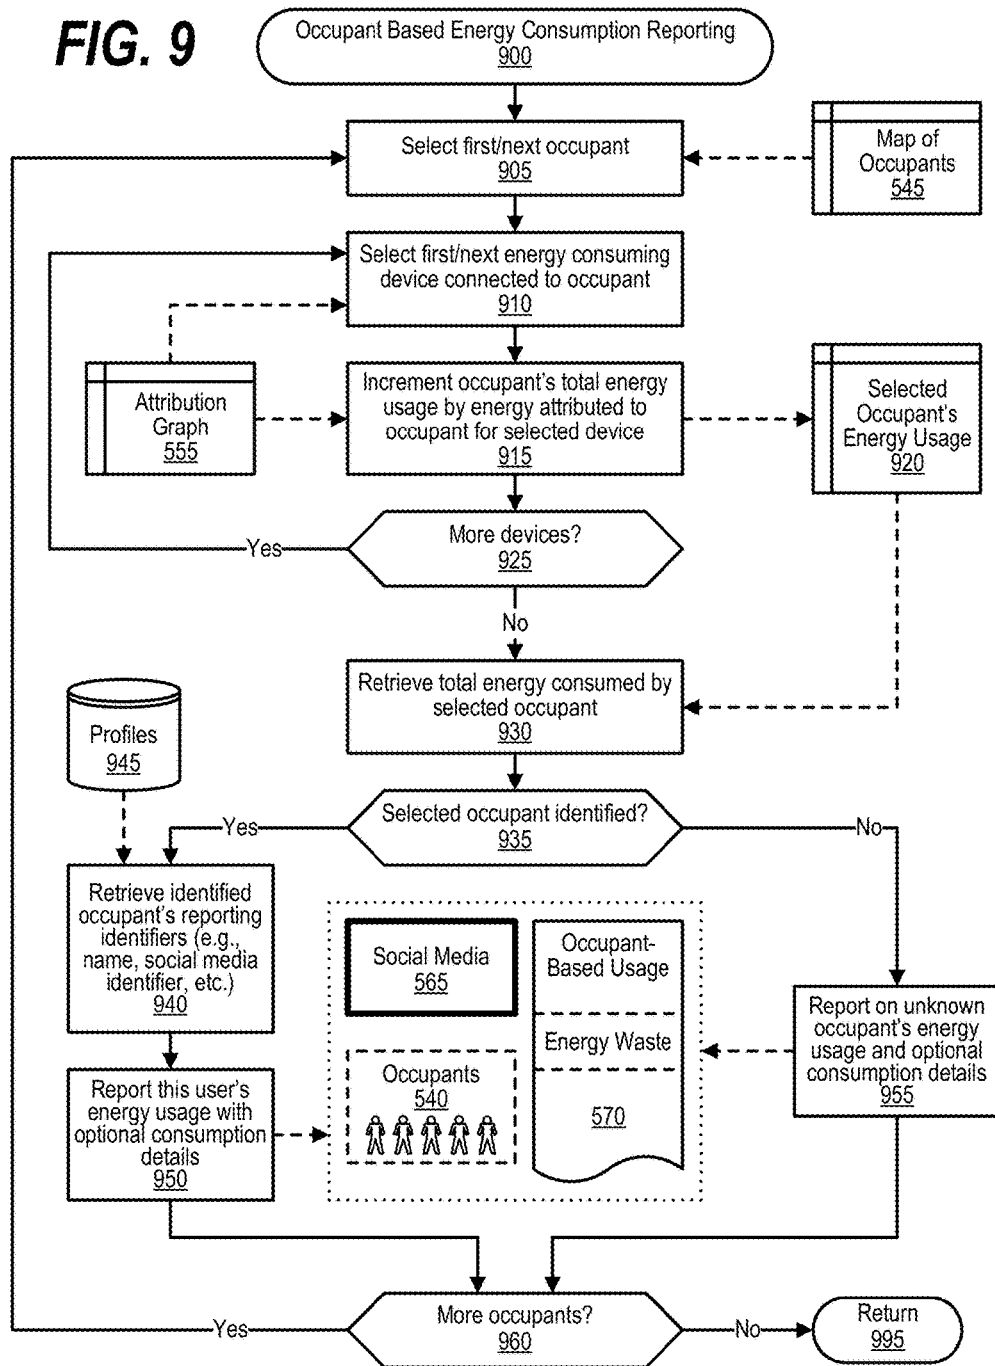 FIG. 9
Occupant Based Energy Consumption Reporting
900
Select first/next occupant
905
Map of
Occupants
545
Select first/next energy consuming
device connected to occupant
910
Attribution
Graph
555
Increment occupant's total energy
usage by energy attributed to
occupant for selected device
915
Selected
Occupant's
Energy Usage
920
More devices?
925
Yes
No
Retrieve total energy consumed by
selected occupant
930
Profiles
945
Selected occupant identified?
935
Yes
No
Retrieve identified
occupant's reporting
identifiers (e.g.,
name, social media
identifier, etc.)
940
Social Media
565
Occupant-
Based Usage
Energy Waste
570
Occupants
540
Report on unknown
occupant's energy
usage and optional
consumption details
955
Report this user's
energy usage with
optional consumption
details
950
More occupants?
960
Yes
No
Return
995